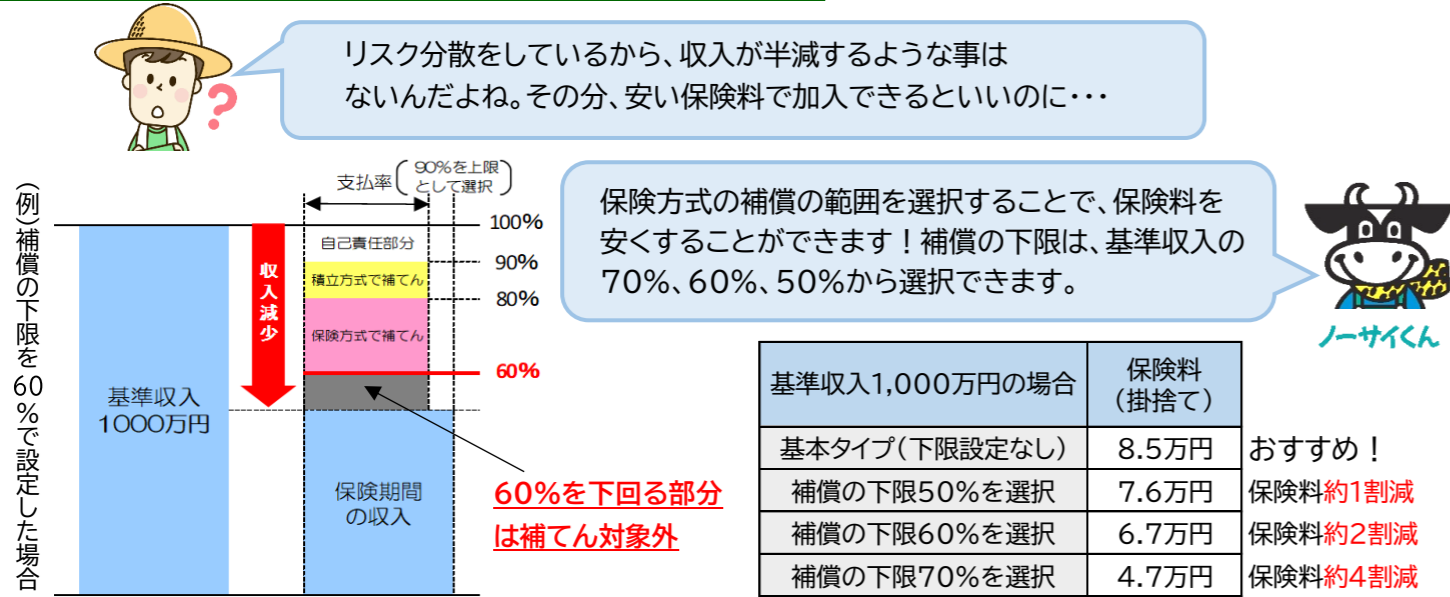 リスク分散をしているから、収入が半減するような事は
ないんだよね。その分、安い保険料で加入できるといいのに・・・
?
保険方式の補償の範囲を選択することで、保険料を
安くすることができます！補償の下限は、基準収入の
70%、60%、50%から選択できます。
ノーサイくん
(例)補償の下限を60%で設定した場合
支払率(90%を上限
として選択)
100%
自己責任部分
90%
積立方式で補てん
80%
収入減少
保険方式で補てん
60%
基準収入
1000万円
保険期間
の収入
60%を下回る部分
は補てん対象外
基準収入1,000万円の場合 保険料
(掛捨て)
基本タイプ(下限設定なし) 8.5万円 おすすめ！
補償の下限50%を選択 7.6万円 保険料約1割減
補償の下限60%を選択 6.7万円 保険料約2割減
補償の下限70%を選択 4.7万円 保険料約4割減